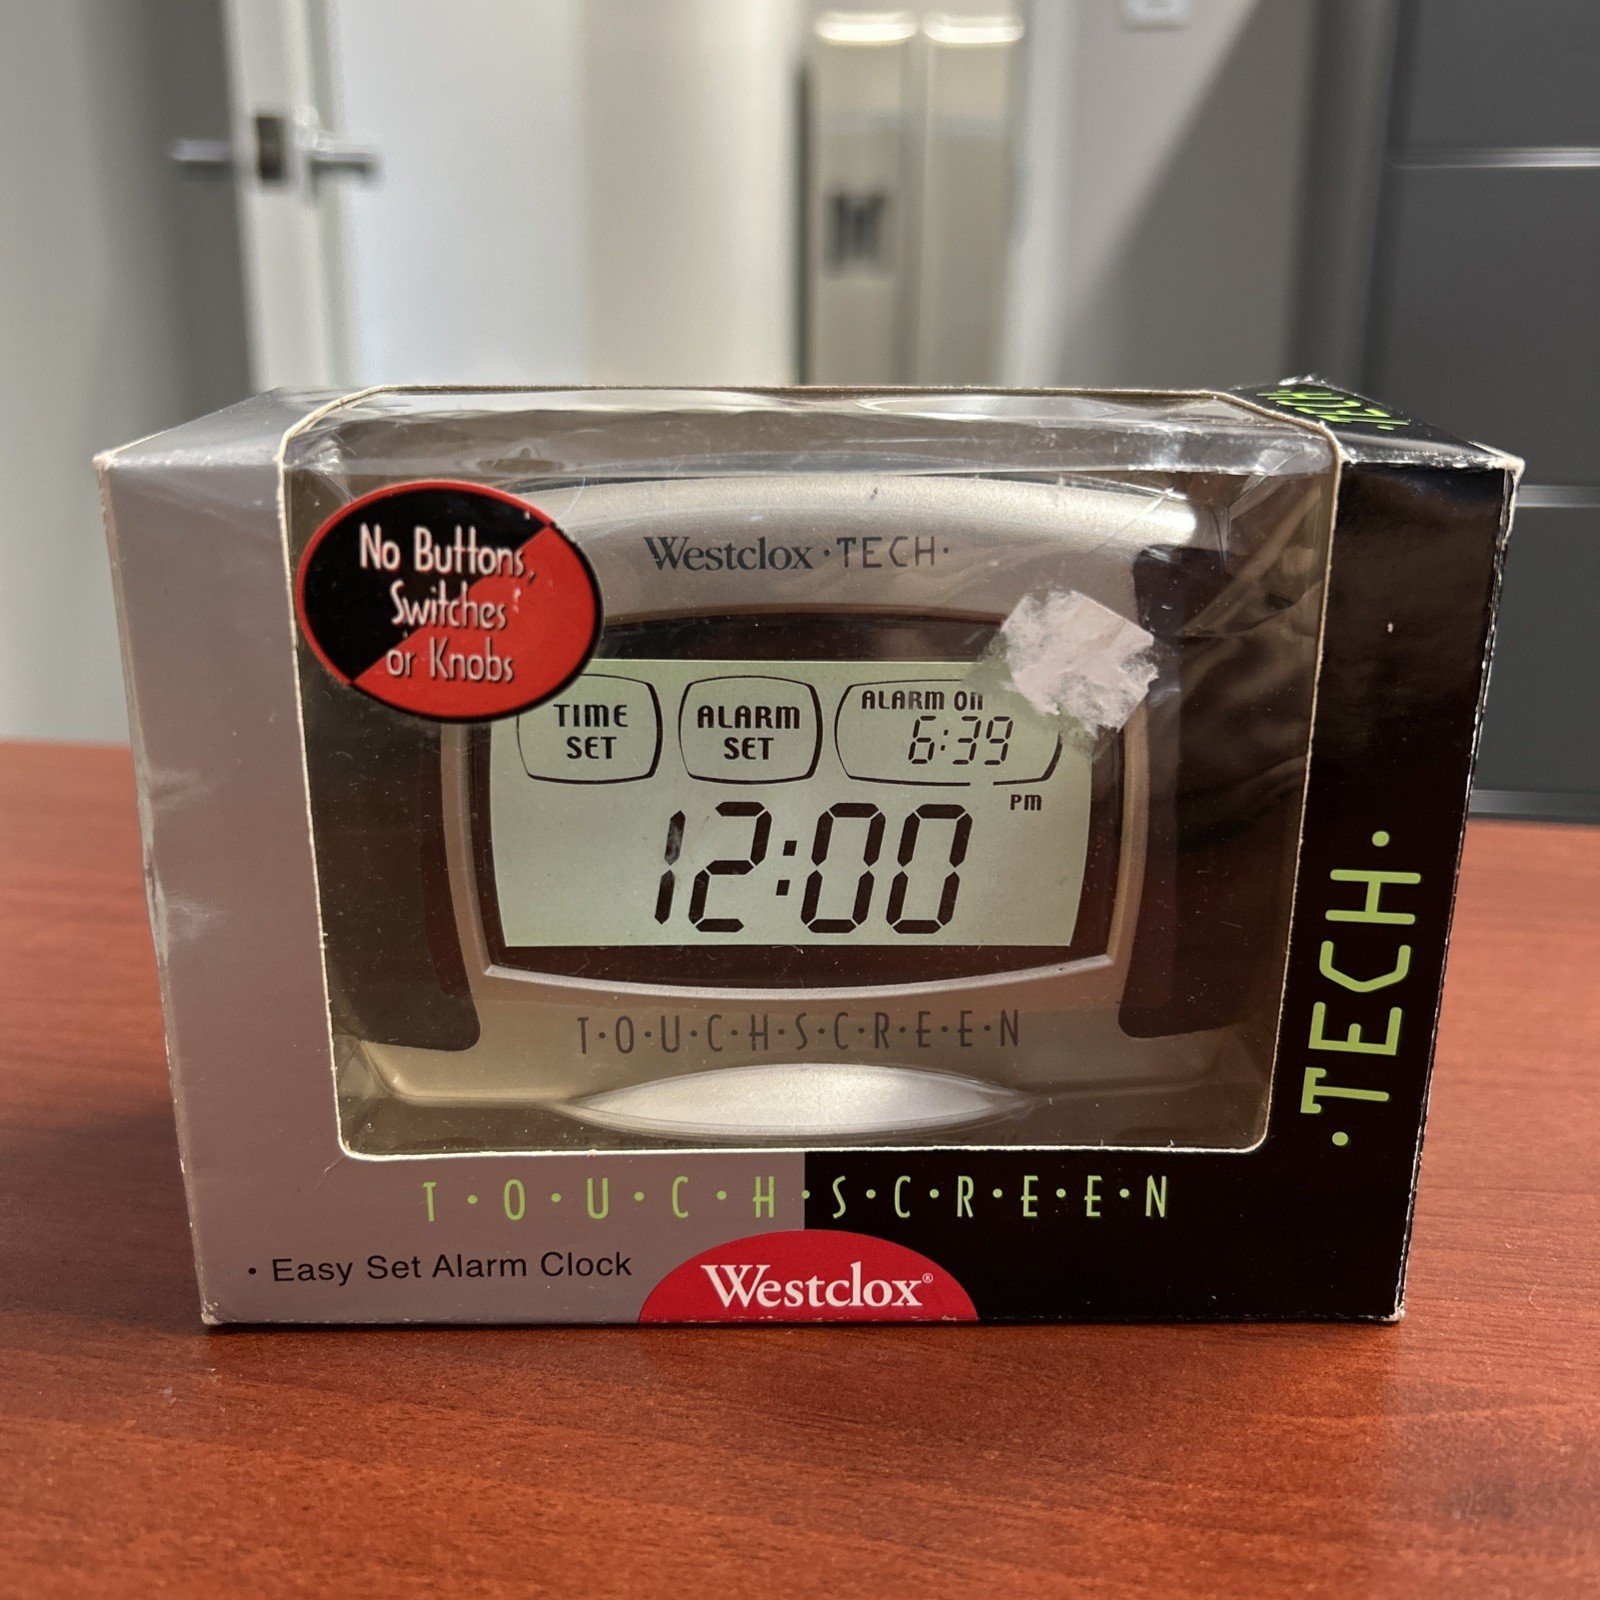 ·TECH·
No Buttons,
Switches
or Knobs
Westclox ·TECH·
TIME
SET
ALARM
SET
ALARM ON
6:39
PM
12:00
T·O·U·C·H·S·C·R·E·E·N
·TECH·
T·O·U·C·H·S·C·R·E·E·N
· Easy Set Alarm Clock
Westclox®